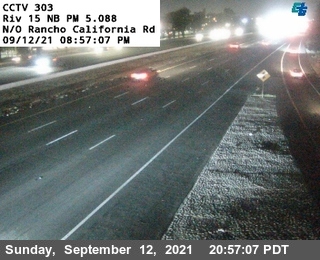 CCTV 303
Riv 15 NB PM 5.088
N/O Rancho California Rd
09/12/21 08:57:07 PM
Sunday, September 12, 2021 20:57:07 PDT